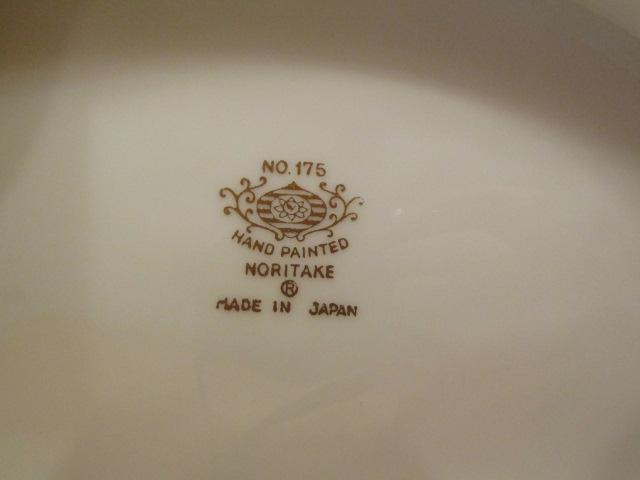 NO. 175
HAND PAINTED
NORITAKE
®
MADE IN JAPAN